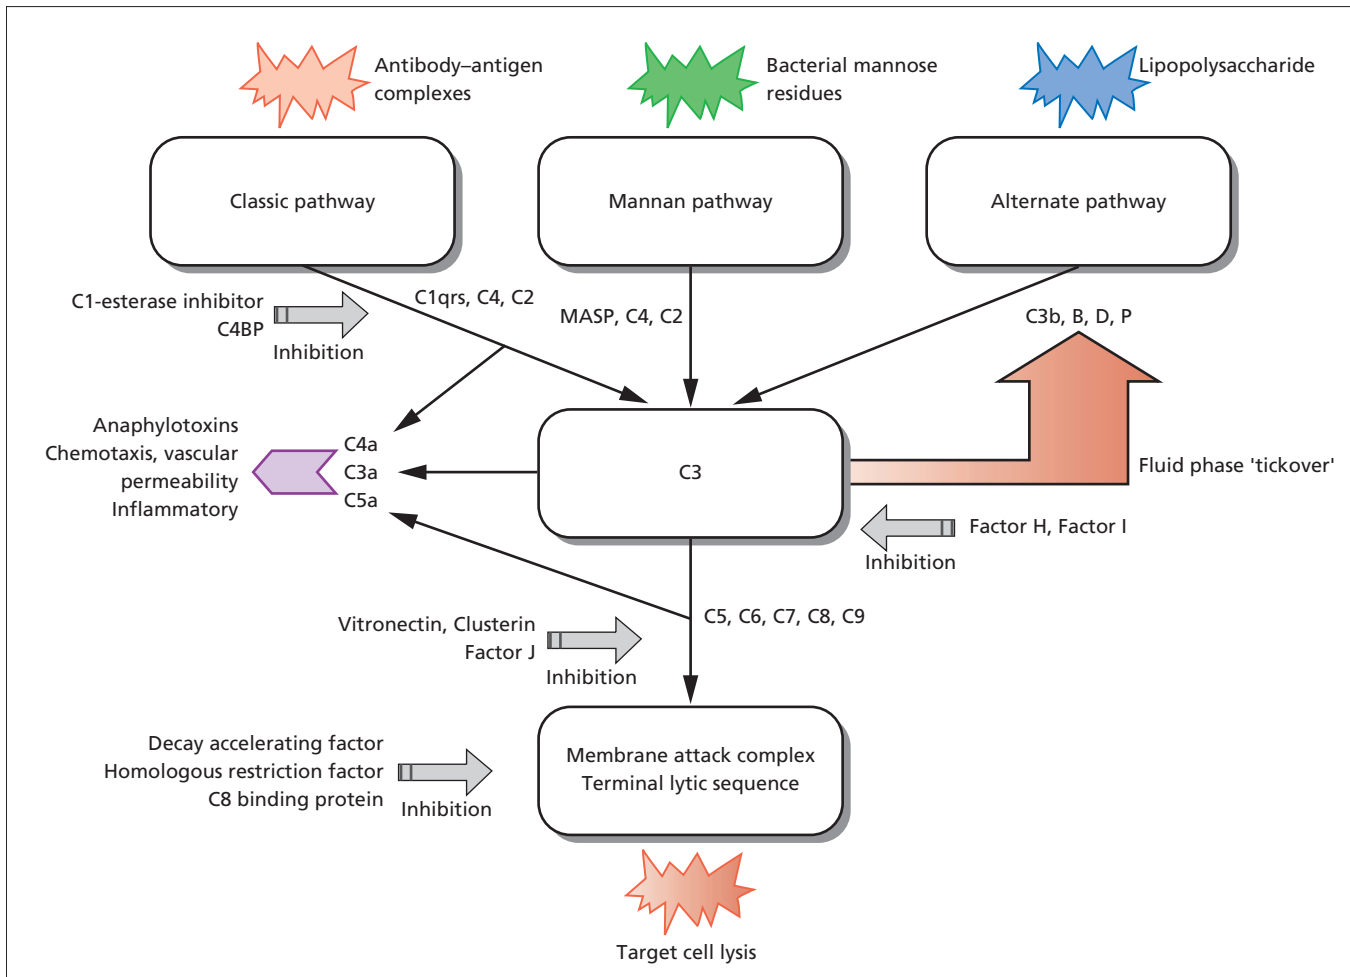 Antibody–antigen
complexes
Bacterial mannose
residues
Lipopolysaccharide
Classic pathway
Mannan pathway
Alternate pathway
C1-esterase inhibitor
C4BP
Inhibition
C1qrs, C4, C2
MASP, C4, C2
C3b, B, D, P
Anaphylotoxins
Chemotaxis, vascular
permeability
Inflammatory
C4a
C3a
C5a
C3
Fluid phase 'tickover'
Factor H, Factor I
Inhibition
Vitronectin, Clusterin
Factor J
Inhibition
C5, C6, C7, C8, C9
Decay accelerating factor
Homologous restriction factor
C8 binding protein
Inhibition
Membrane attack complex
Terminal lytic sequence
Target cell lysis